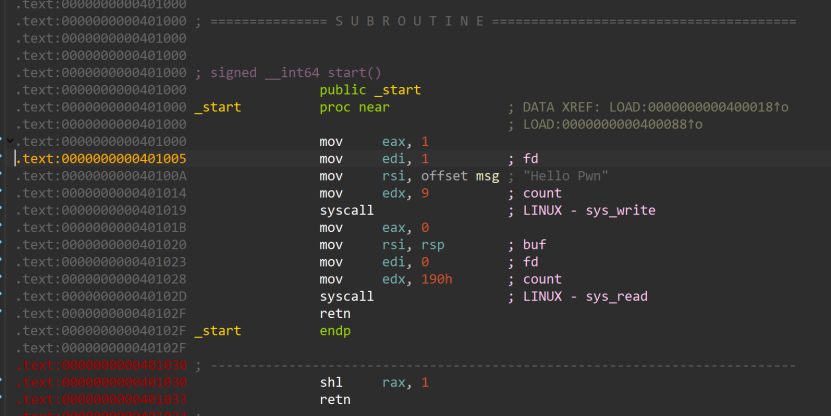 .text:0000000000401000
.text:0000000000401000 ; =============== S U B R O U T I N E =======================================
.text:0000000000401000
.text:0000000000401000
.text:0000000000401000 ; signed __int64 start()
.text:0000000000401000 public _start
.text:0000000000401000 _start proc near ; DATA XREF: LOAD:0000000000400018↑o
.text:0000000000401000 ; LOAD:0000000000400088↑o
.text:0000000000401000 mov eax, 1
.text:0000000000401005 mov edi, 1 ; fd
.text:000000000040100A mov rsi, offset msg ; "Hello Pwn"
.text:0000000000401014 mov edx, 9 ; count
.text:0000000000401019 syscall ; LINUX - sys_write
.text:000000000040101B mov eax, 0
.text:0000000000401020 mov rsi, rsp ; buf
.text:0000000000401023 mov edi, 0 ; fd
.text:0000000000401028 mov edx, 190h ; count
.text:000000000040102D syscall ; LINUX - sys_read
.text:000000000040102F retn
.text:000000000040102F _start endp
.text:000000000040102F
.text:0000000000401030 ; ---------------------------------------------------------------------------
.text:0000000000401030 shl rax, 1
.text:0000000000401033 retn